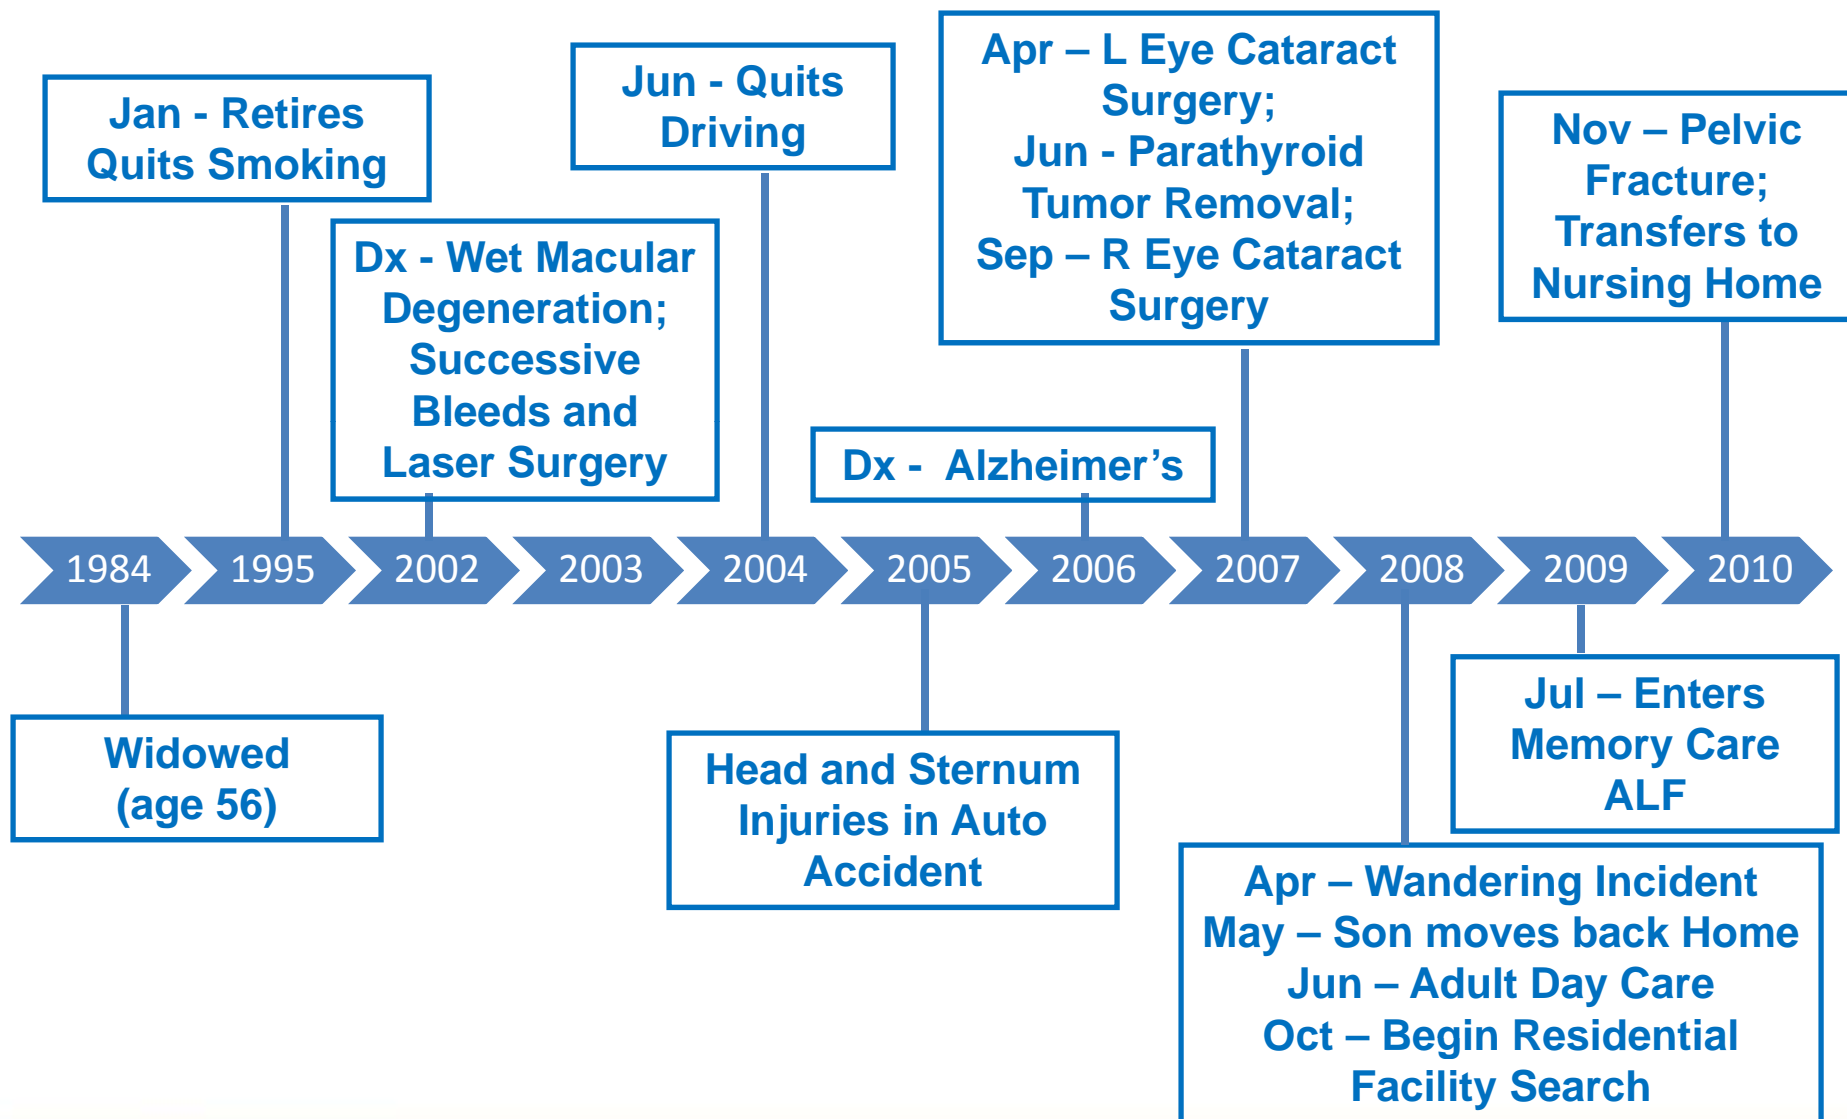 Jan - Retires
Quits Smoking
Dx - Wet Macular
Degeneration;
Successive
Bleeds and
Laser Surgery
Jun - Quits
Driving
Dx -  Alzheimer’s
Apr – L Eye Cataract
Surgery;
Jun - Parathyroid
Tumor Removal;
Sep – R Eye Cataract
Surgery
Nov – Pelvic
Fracture;
Transfers to
Nursing Home
1984 1995 2002 2003 2004 2005 2006 2007 2008 2009 2010
Widowed
(age 56)
Head and Sternum
Injuries in Auto
Accident
Apr – Wandering Incident
May – Son moves back Home
Jun – Adult Day Care
Oct – Begin Residential
Facility Search
Jul – Enters
Memory Care
ALF